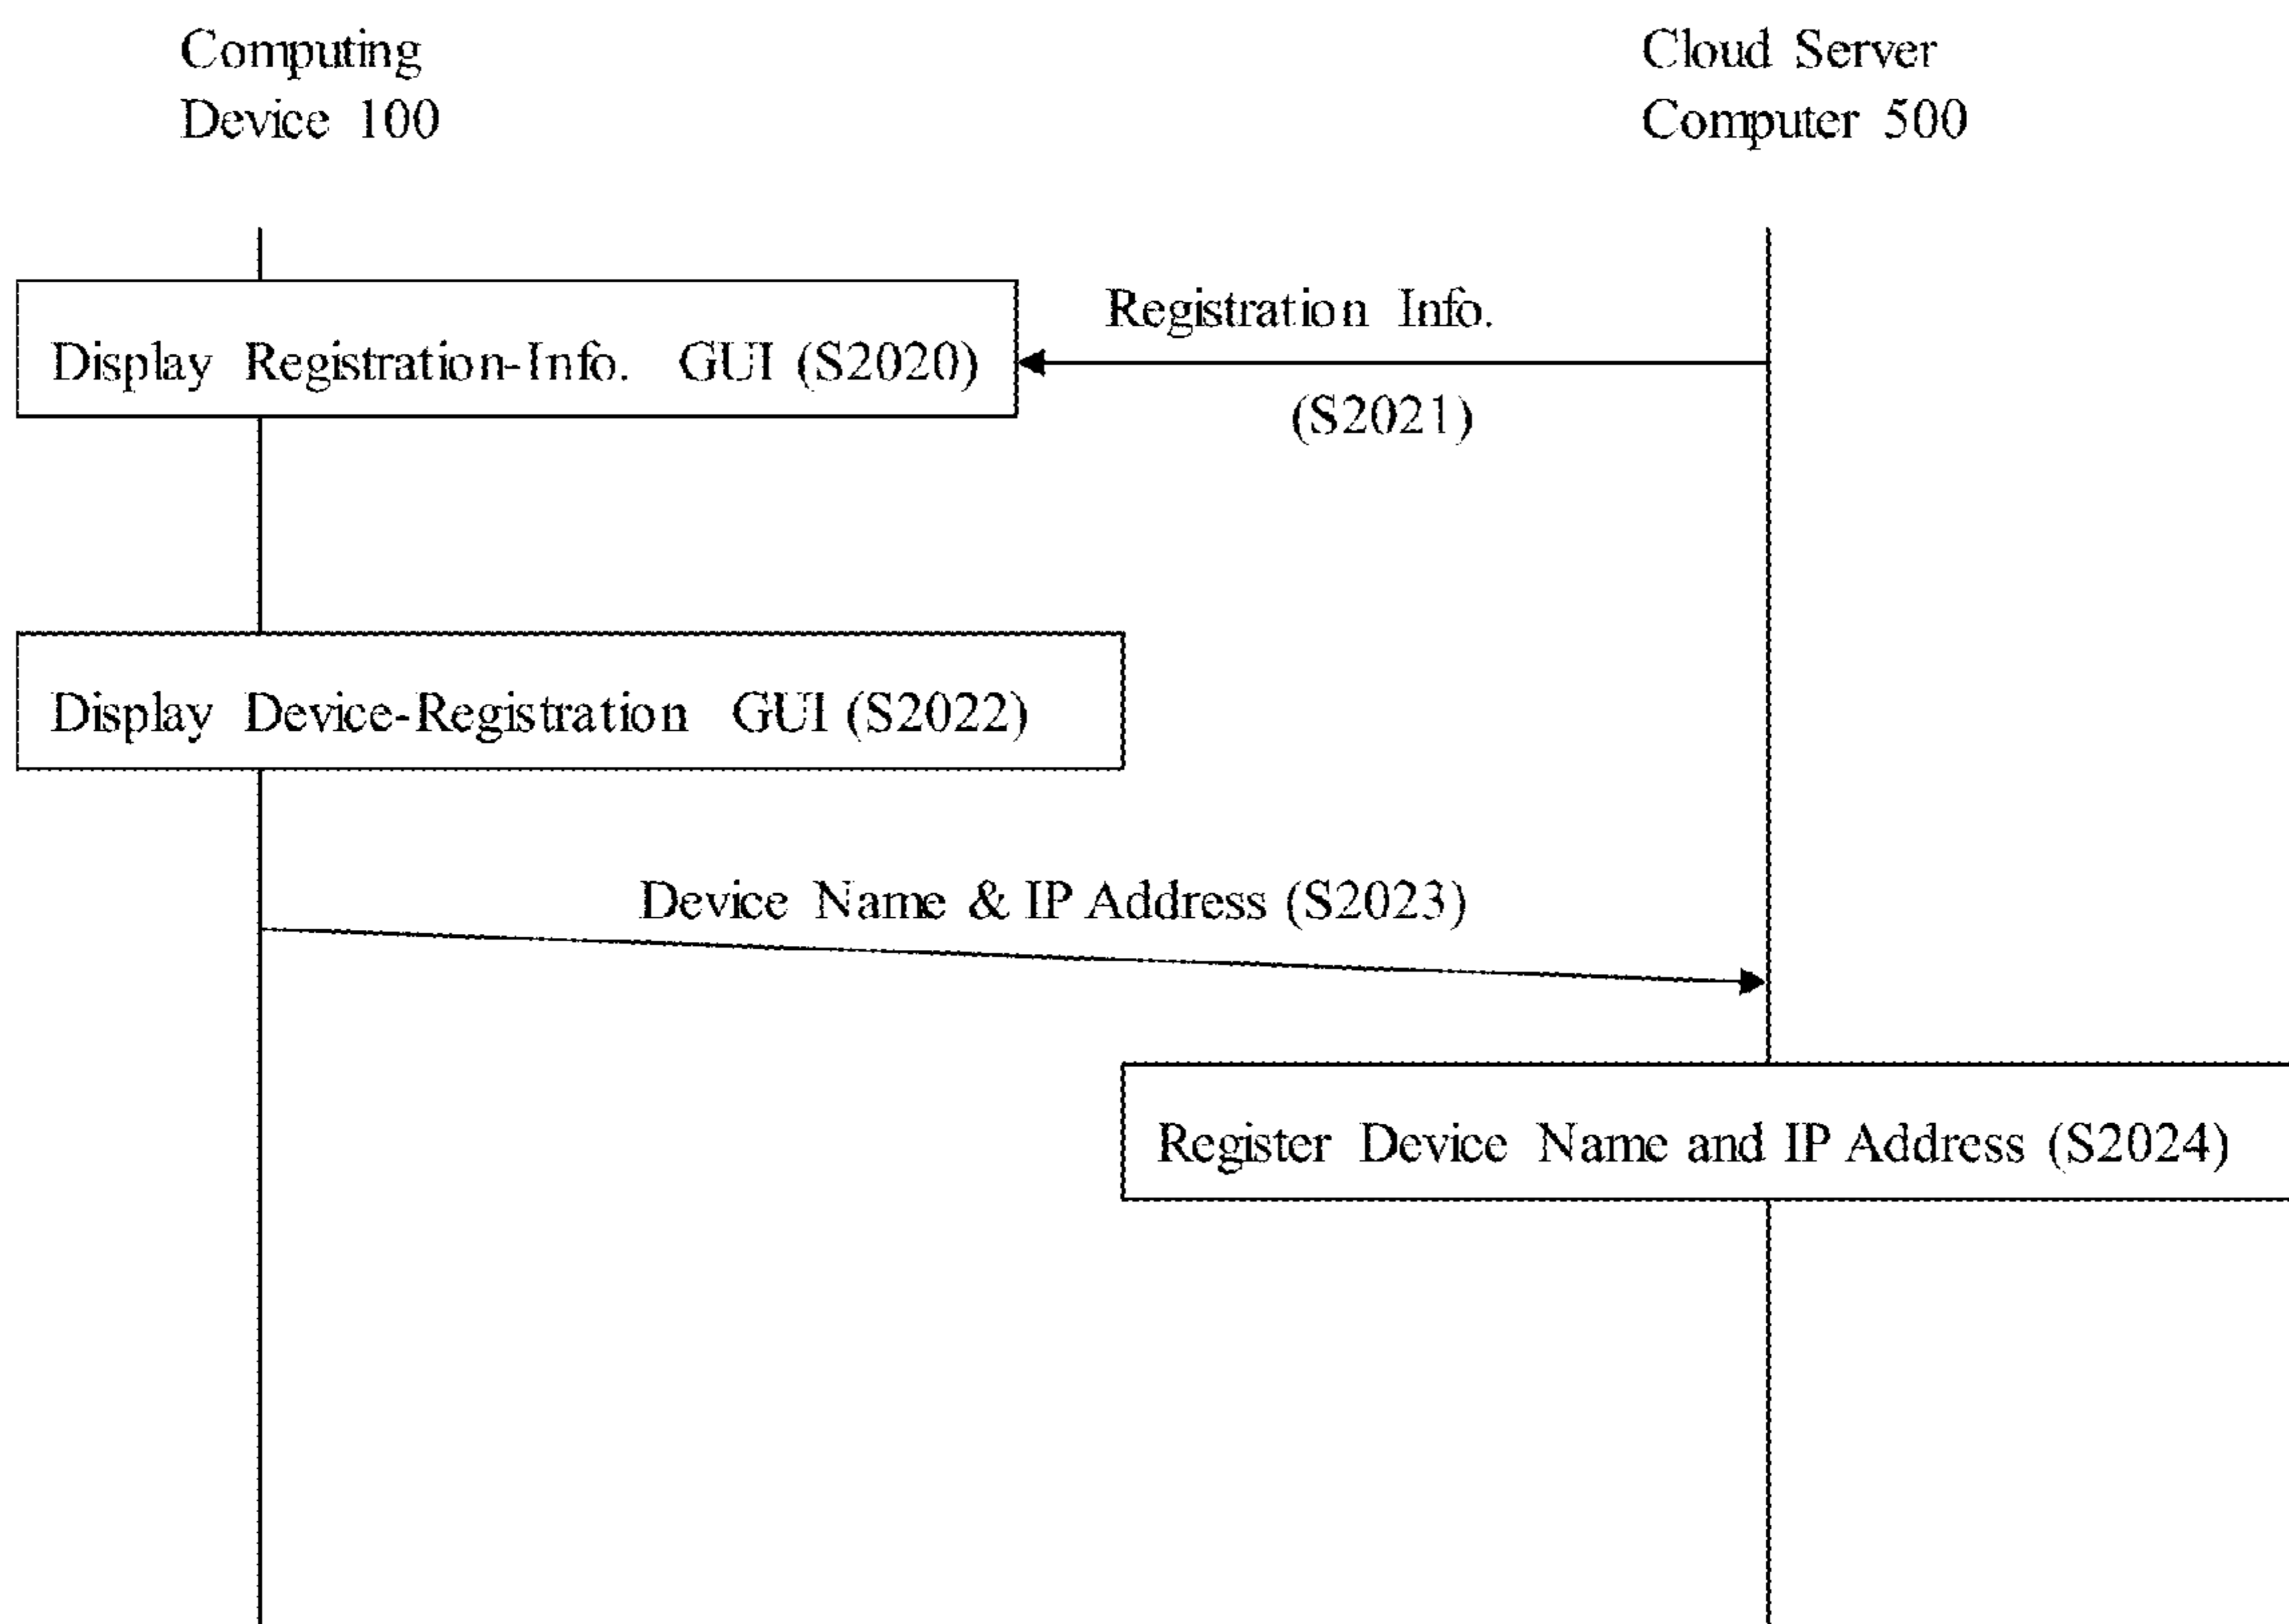 Computing
Device 100
Cloud Server
Computer 500
Registration Info.
Display Registration-Info. GUI (S2020)
(S2021)
Display Device-Registration GUI (S2022)
Device Name & IP Address (S2023)
Register Device Name and IP Address (S2024)